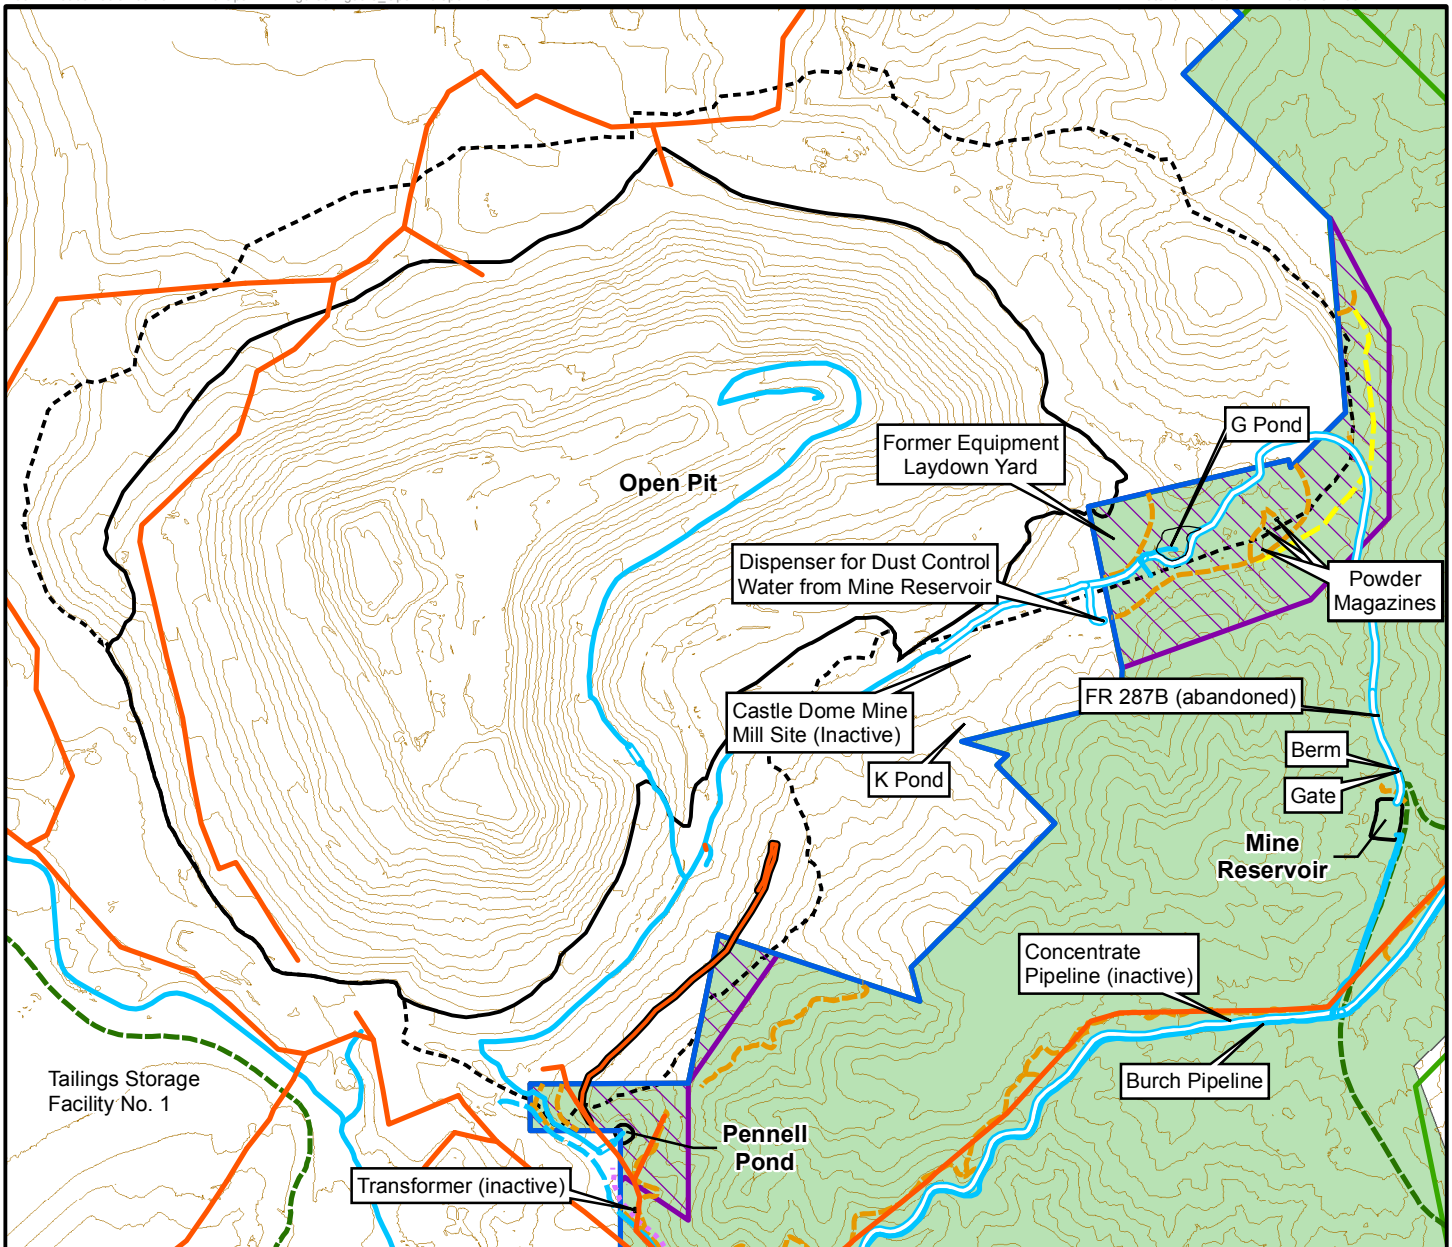 G Pond
Former Equipment
Laydown Yard
Open Pit
Dispenser for Dust Control
Water from Mine Reservoir
Powder
Magazines
FR 287B (abandoned)
Castle Dome Mine
Mill Site (Inactive)
Berm
K Pond
Gate
Mine
Reservoir
Concentrate
Pipeline (inactive)
Tailings Storage
Facility No. 1
Burch Pipeline
Pennell
Pond
Transformer (inactive)